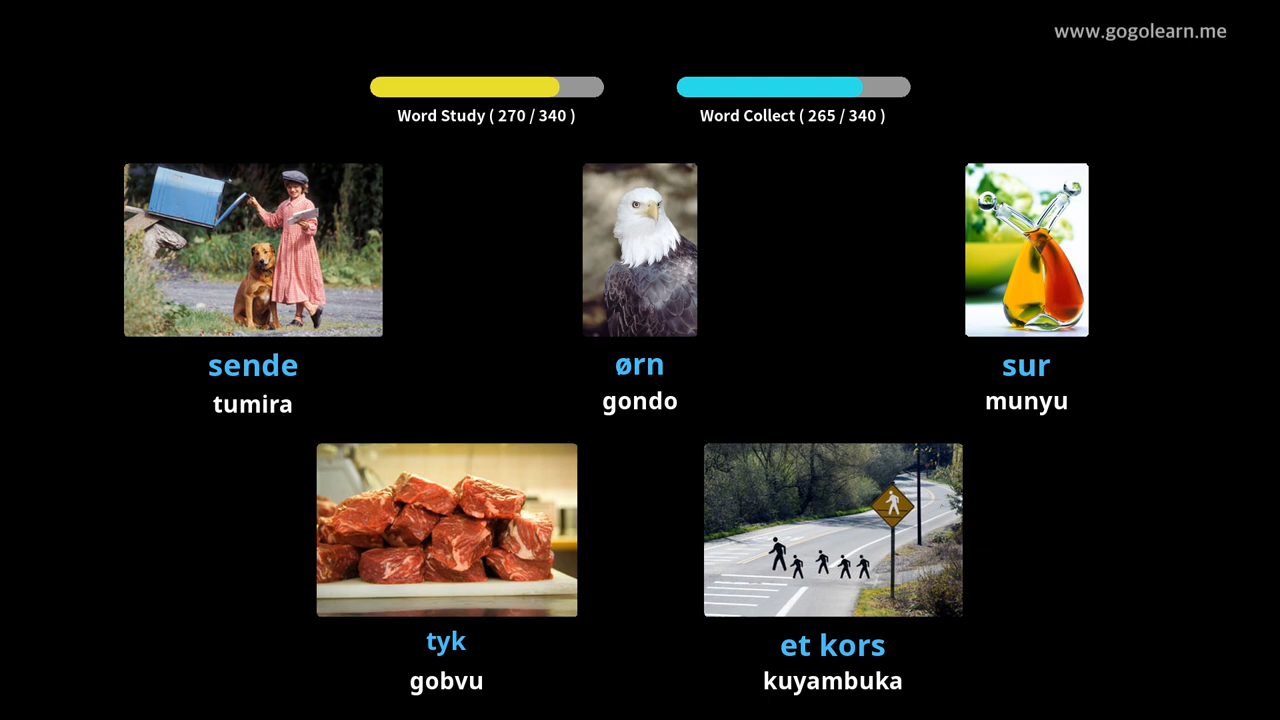 www.gogolearn.me
Word Study ( 270 / 340 )
Word Collect ( 265 / 340 )
sende
tumira
ørn
gondo
sur
munyu
tyk
gobvu
et kors
kuyambuka